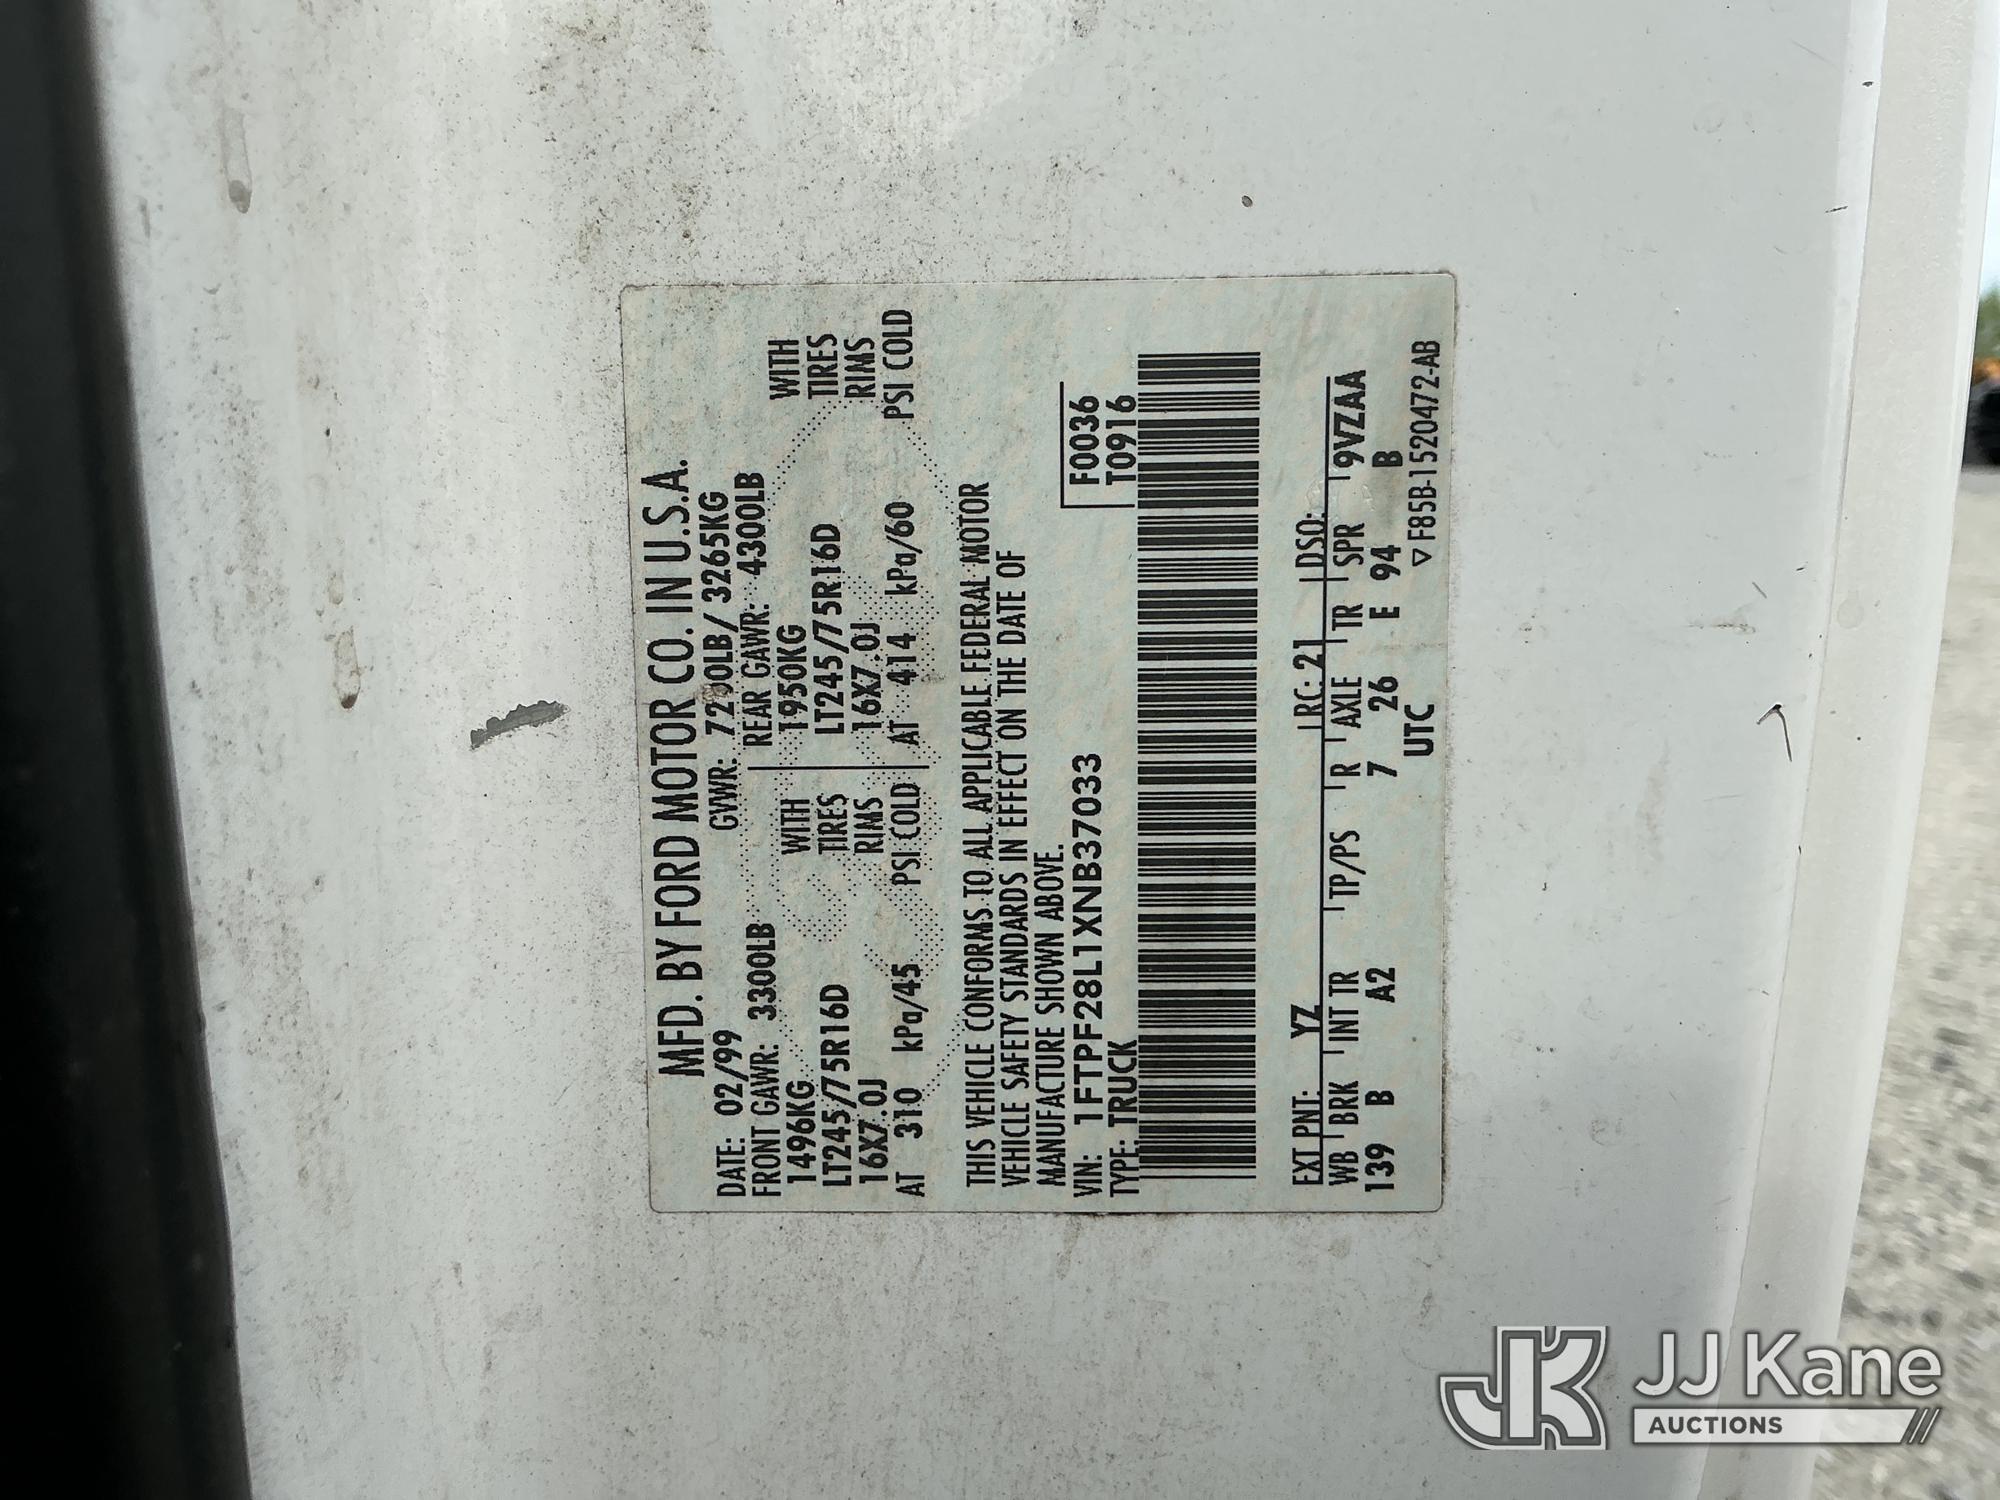 MFD. BY FORD MOTOR CO. IN U.S.A.
DATE: 02/99 GVWR: 7200LB/ 3265KG
FRONT GAWR: 3300LB REAR GAWR: 4300LB
1496KG WITH 1950KG WITH
LT245/75R16D TIRES LT245/75R16D TIRES
16X7.0J RIMS 16X7.0J RIMS
AT 310 kPa/45 PSI COLD AT 414 kPa/60 PSI COLD
THIS VEHICLE CONFORMS TO ALL APPLICABLE FEDERAL MOTOR
VEHICLE SAFETY STANDARDS IN EFFECT ON THE DATE OF
MANUFACTURE SHOWN ABOVE.
VIN: 1FTPF28L1XNB37033 F0036
TYPE: TRUCK T0916
EXT PNT: YZ RC: 21 DSO:
WB BRK INT TR TP/PS R AXLE TR SPR 9VZAA
139 B A2 7 26 E 94 B
UTC ▽ F85B-1520472-AB
JK JJ Kane
AUCTIONS